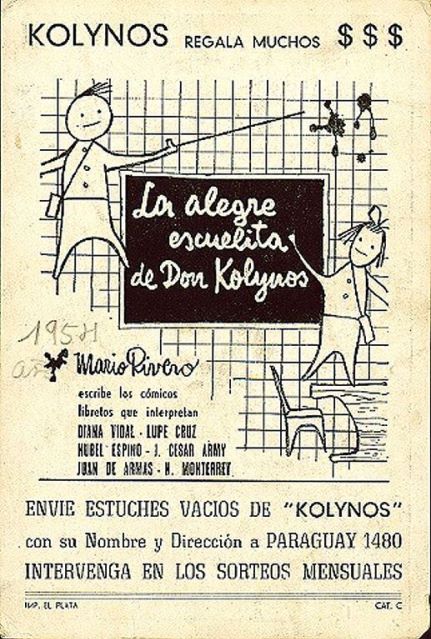 KOLYNOS REGALA MUCHOS $ $ $
La alegre
escuelita
de Don Kolynos
1954
año
Mario Rivero
escribe los cómicos
libretos que interpretan
DIANA VIDAL - LUPE CRUZ
HUBEL ESPINO - J. CESAR ARMY
JUAN DE ARMAS - H. MONTERREY
ENVIE ESTUCHES VACIOS DE "KOLYNOS"
con su Nombre y Dirección a PARAGUAY 1480
INTERVENGA EN LOS SORTEOS MENSUALES
IMP. EL PLATA CAT. C